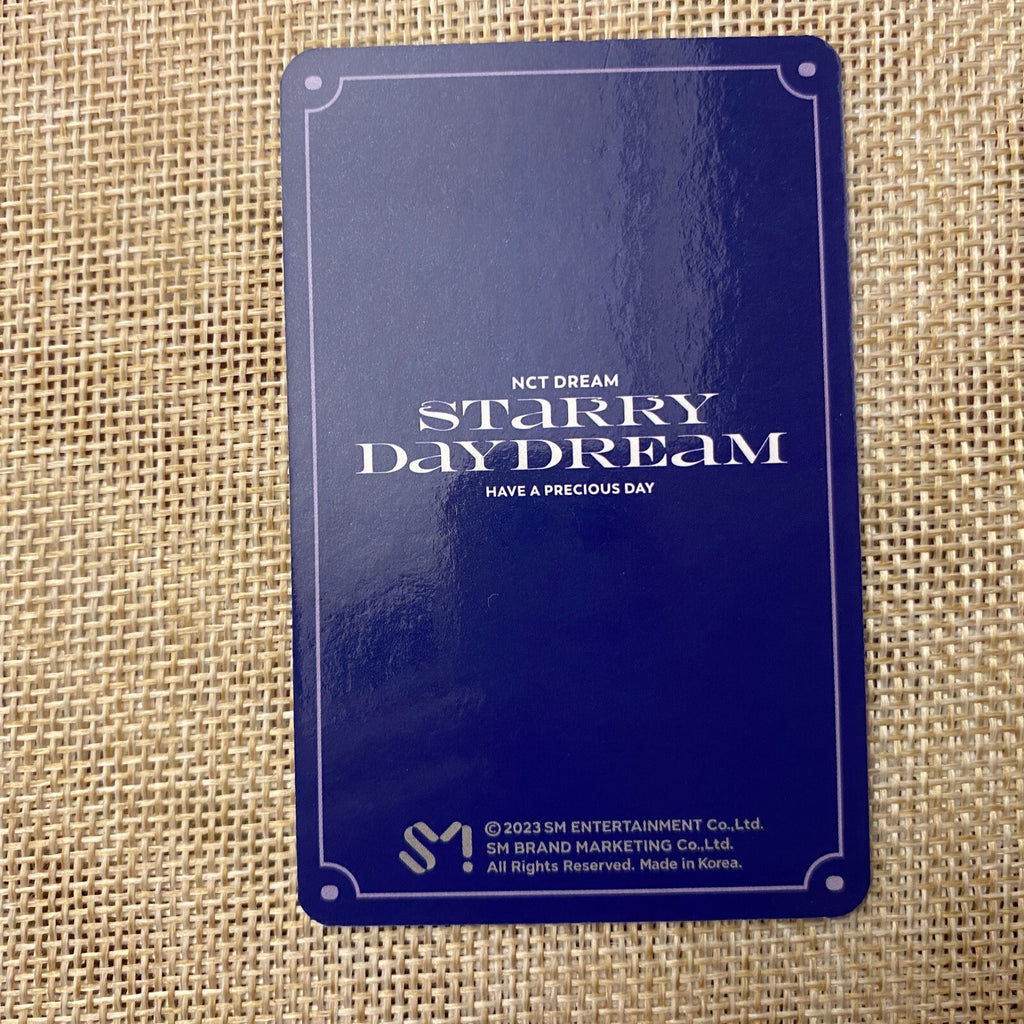 NCT DREAM
STaRRY
DaYDREaM
HAVE A PRECIOUS DAY
SM!
© 2023 SM ENTERTAINMENT Co.,Ltd.
SM BRAND MARKETING Co.,Ltd.
All Rights Reserved. Made in Korea.